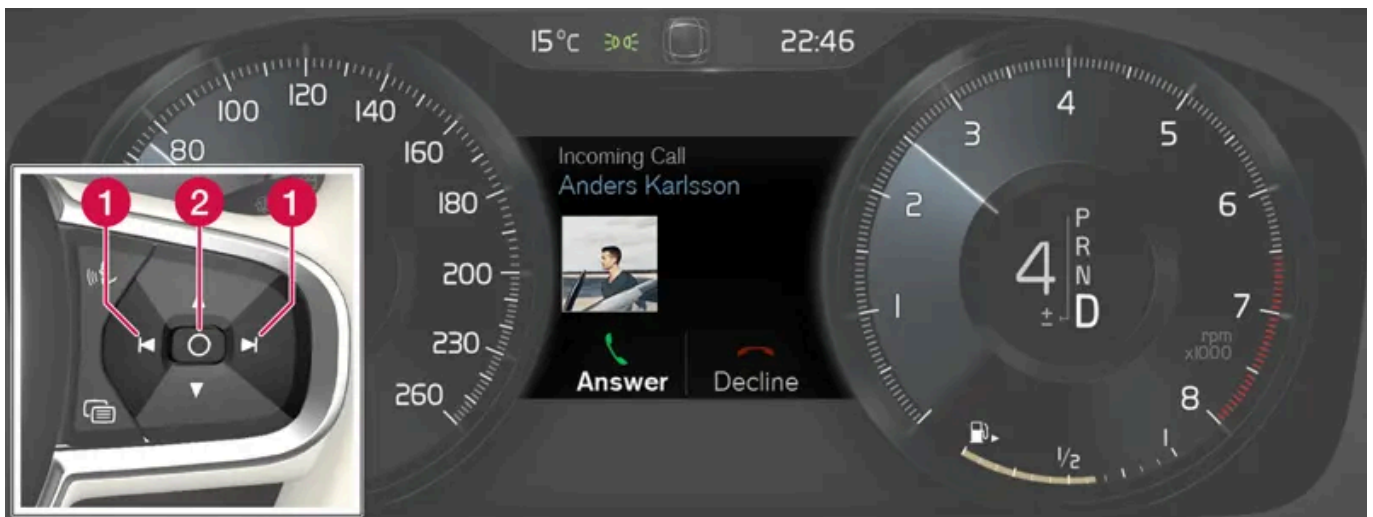 15°C 22:46
80 100 120 140 160 180 200 230 260
Incoming Call
Anders Karlsson
Answer Decline
1 2 1
1 2 3 4 5 6 7 8
rpm
x1000
4
P
R
N
D
±
1/2 1